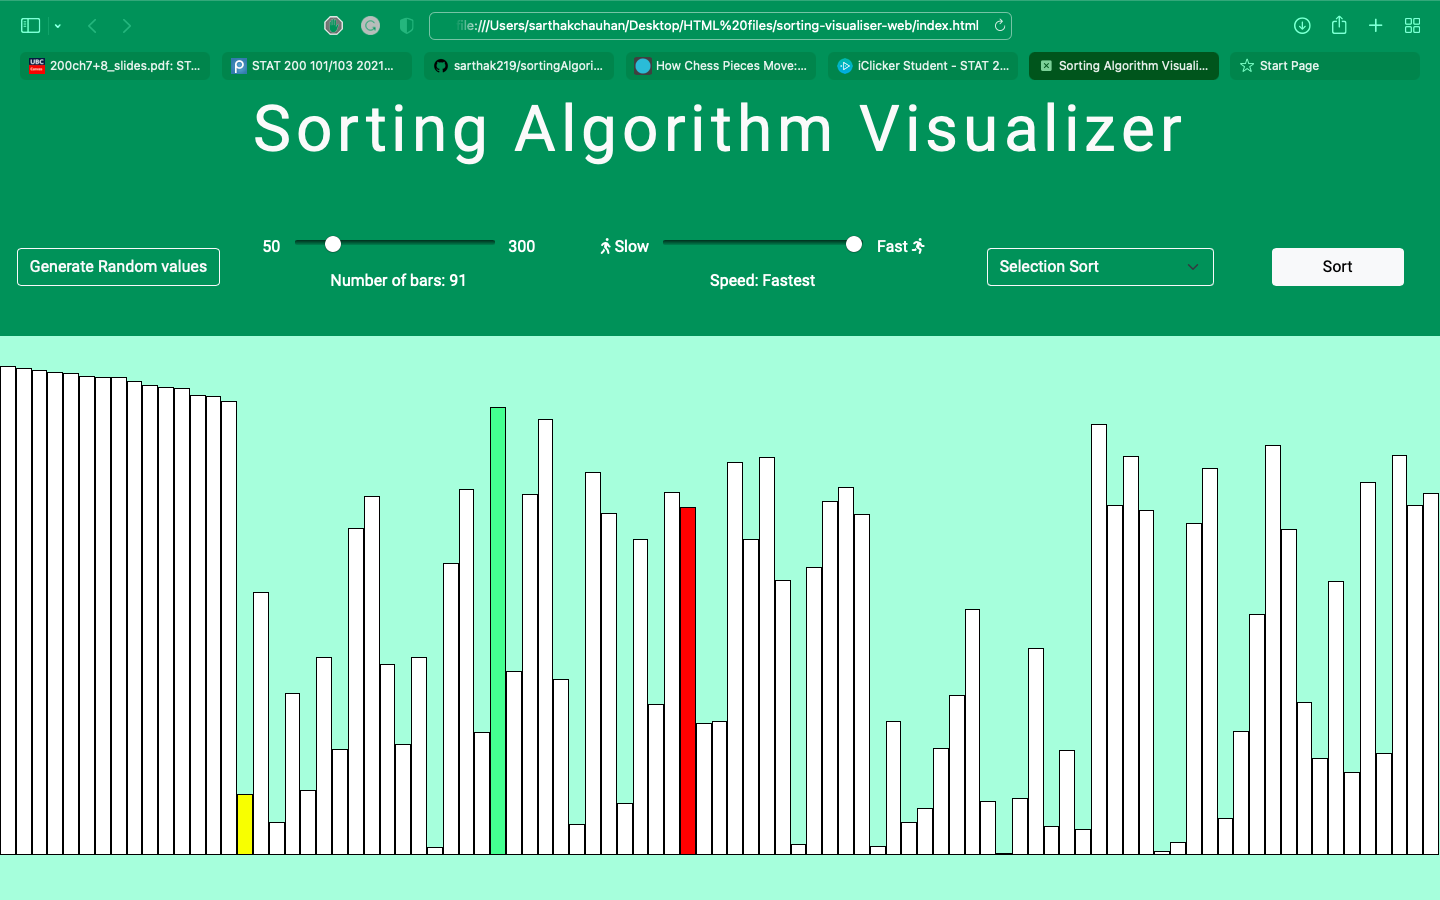 file:///Users/sarthakchauhan/Desktop/HTML%20files/sorting-visualiser-web/index.html
UBC 200ch7+8_slides.pdf: ST... STAT 200 101/103 2021... sarthak219/sortingAlgori... How Chess Pieces Move:... iClicker Student - STAT 2... Sorting Algorithm Visuali... Start Page
Sorting Algorithm Visualizer
50 300 Slow Fast
Generate Random values Selection Sort Sort
Number of bars: 91 Speed: Fastest